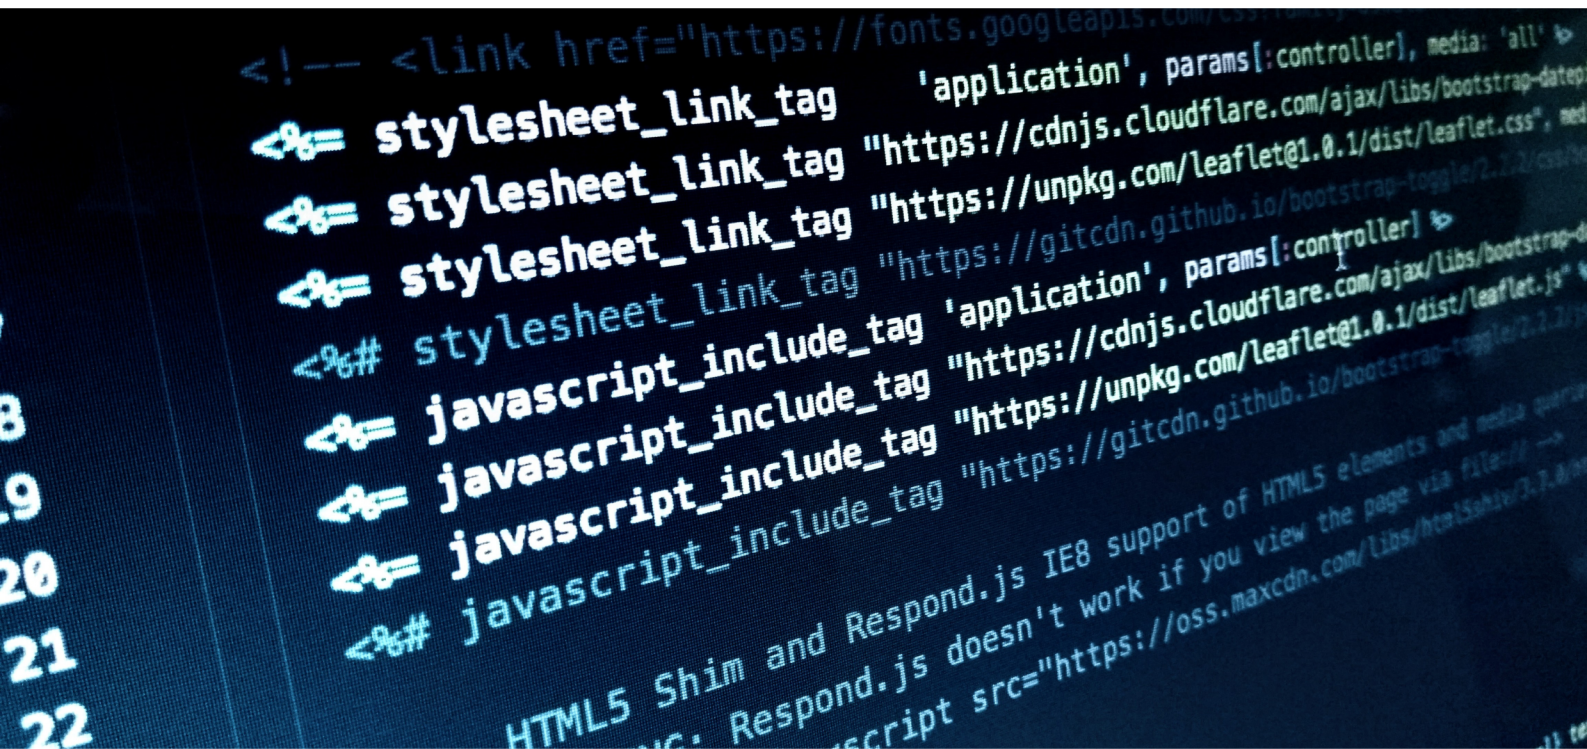 <!-- <link href="https://fonts.googleapis.com/css?family=
<%= stylesheet_link_tag 'application', params[:controller], media: 'all' %>
<%= stylesheet_link_tag "https://cdnjs.cloudflare.com/ajax/libs/bootstrap-datep
<%= stylesheet_link_tag "https://unpkg.com/leaflet@1.0.1/dist/leaflet.css", med
<%# stylesheet_link_tag "https://gitcdn.github.io/bootstrap-toggle/2.2.2/css/
<%= javascript_include_tag 'application', params[:controller] %>
<%= javascript_include_tag "https://cdnjs.cloudflare.com/ajax/libs/bootstrap-d
<%= javascript_include_tag "https://unpkg.com/leaflet@1.0.1/dist/leaflet.js"
<%# javascript_include_tag "https://gitcdn.github.io/bootstrap-toggle/2.2.2/
HTML5 Shim and Respond.js IE8 support of HTML5 elements and media queri
Respond.js doesn't work if you view the page via file:// -->
script src="https://oss.maxcdn.com/libs/html5shiv/3.7.0/
8
19
20
21
22